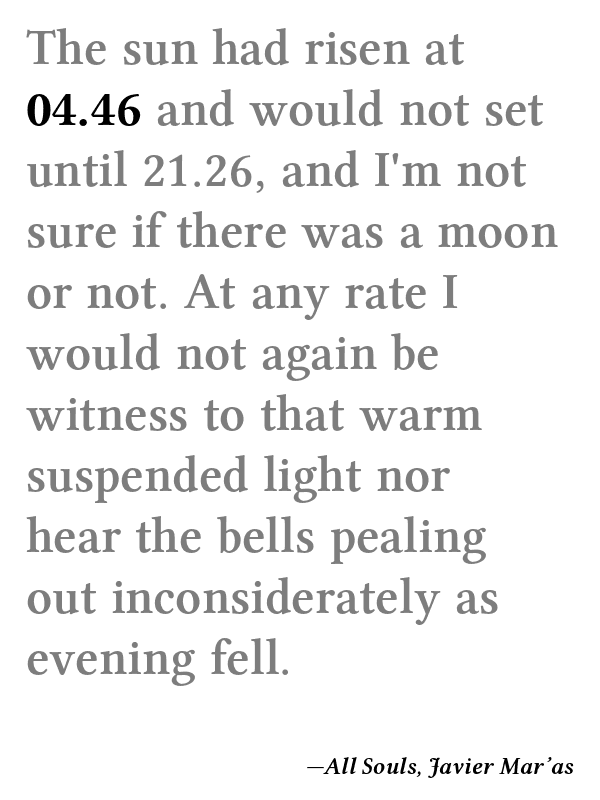 The sun had risen at
04.46 and would not set
until 21.26, and I'm not
sure if there was a moon
or not. At any rate I
would not again be
witness to that warm
suspended light nor
hear the bells pealing
out inconsiderately as
evening fell.
—All Souls, Javier Mar’as